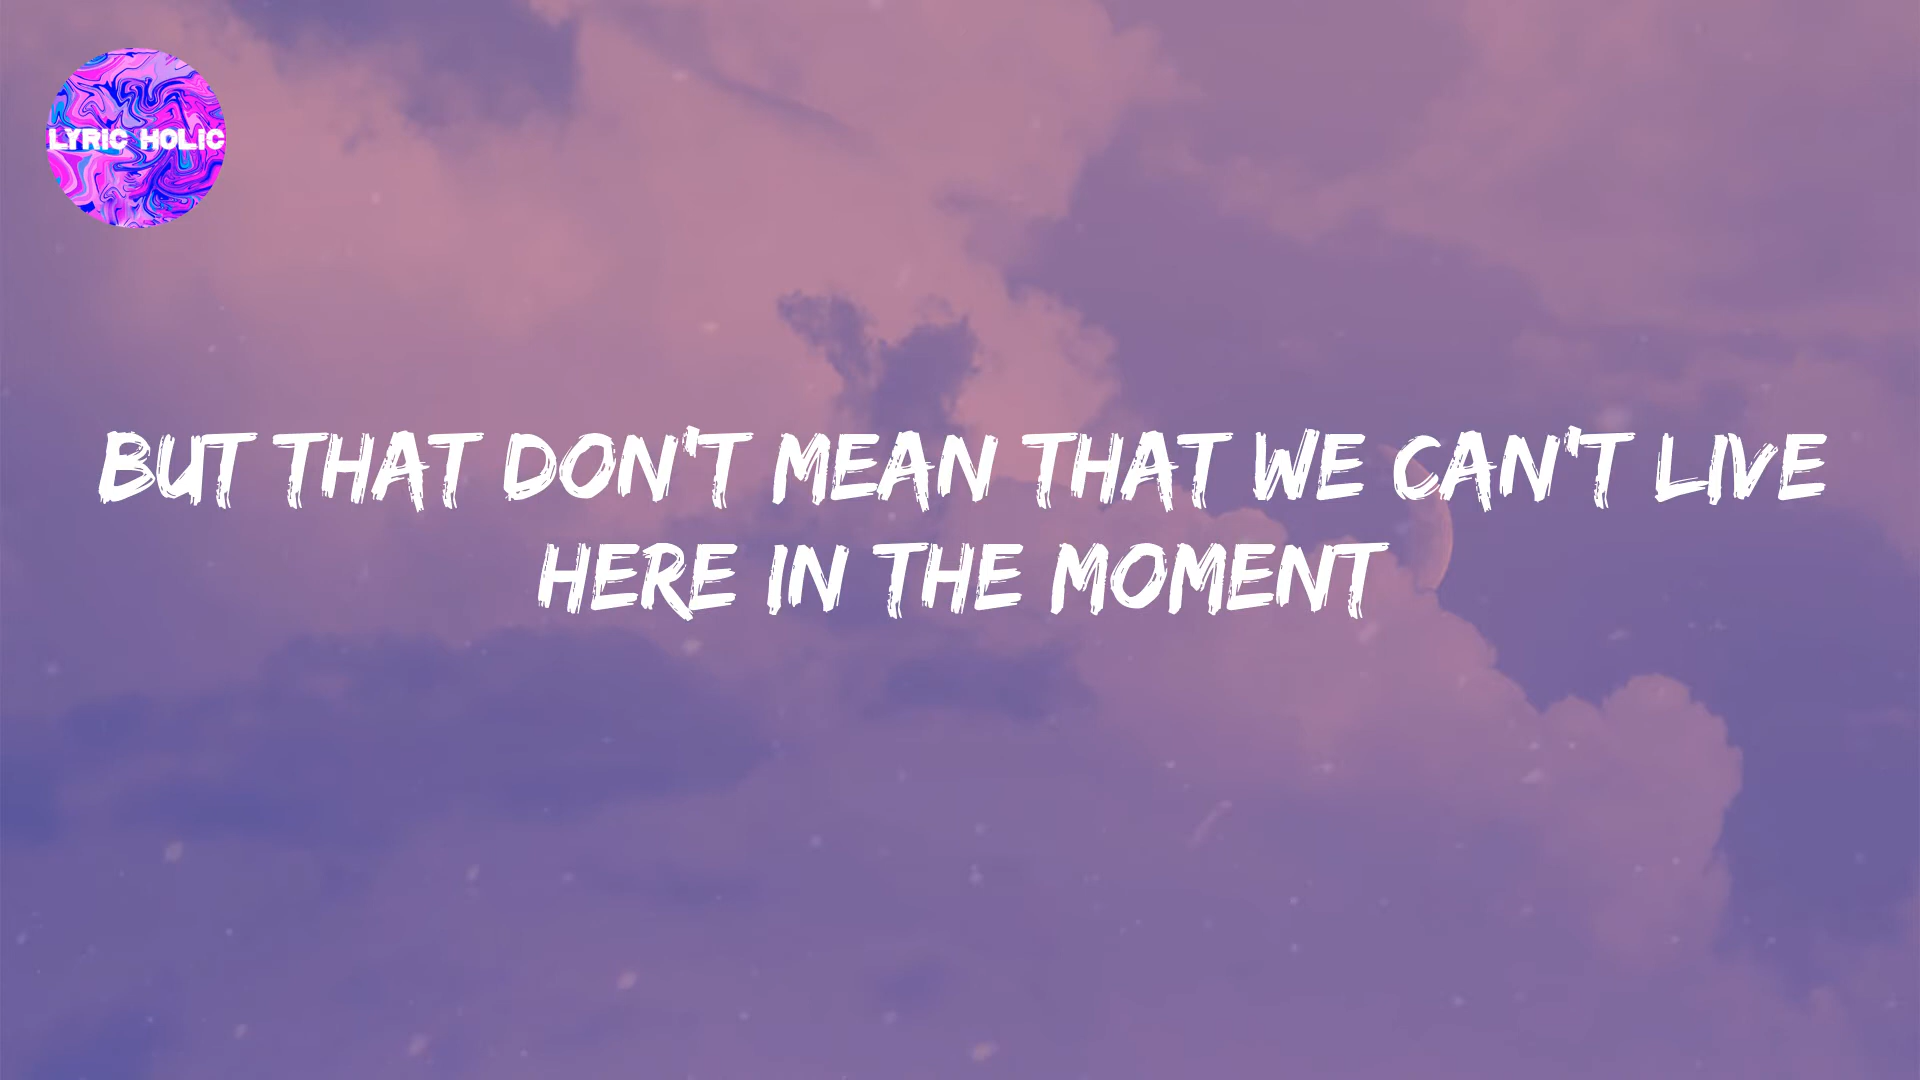 LYRIC HOLIC
BUT THAT DON'T MEAN THAT WE CAN'T LIVE
HERE IN THE MOMENT